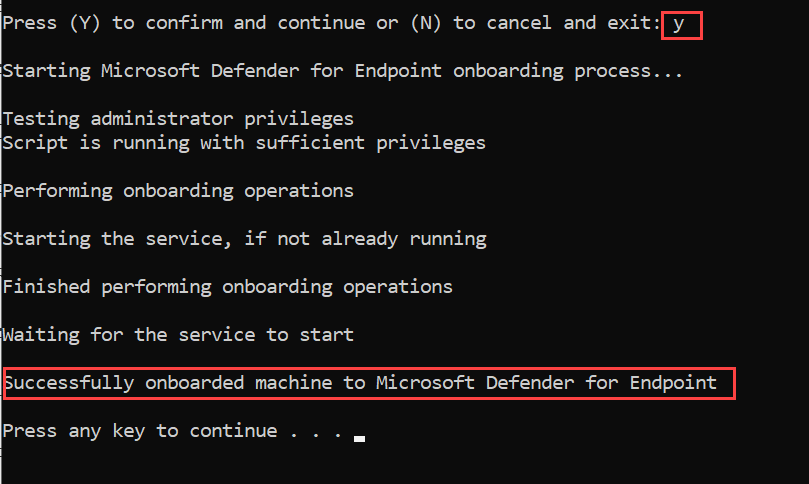 Press (Y) to confirm and continue or (N) to cancel and exit: y
Starting Microsoft Defender for Endpoint onboarding process...
Testing administrator privileges
Script is running with sufficient privileges
Performing onboarding operations
Starting the service, if not already running
Finished performing onboarding operations
Waiting for the service to start
Successfully onboarded machine to Microsoft Defender for Endpoint
Press any key to continue . . .